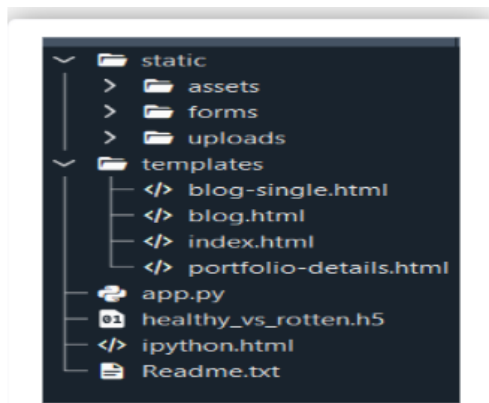 static
assets
forms
uploads
templates
</> blog-single.html
</> blog.html
</> index.html
</> portfolio-details.html
app.py
01 healthy_vs_rotten.h5
</> ipython.html
Readme.txt